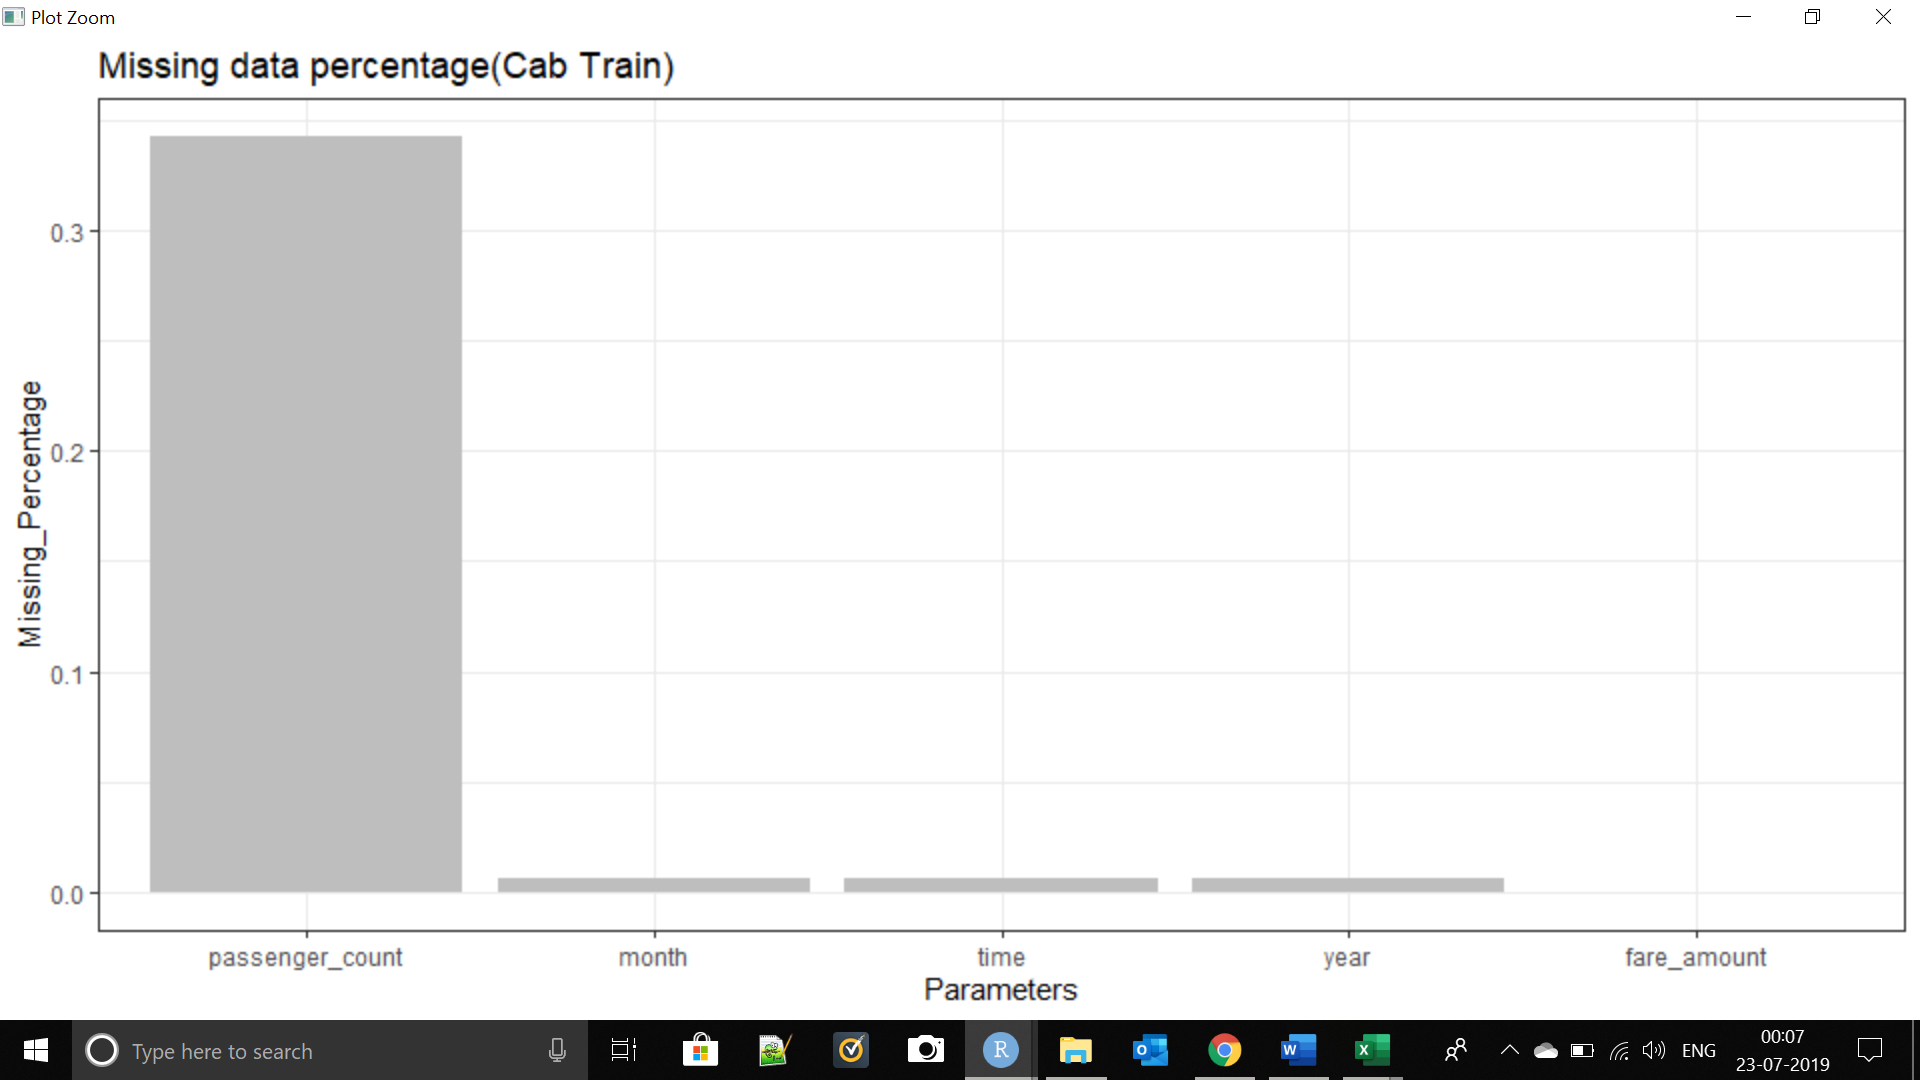 Plot Zoom
Missing data percentage(Cab Train)
Missing_Percentage
0.3
0.2
0.1
0.0
passenger_count month time year fare_amount
Parameters
Type here to search
R
O
W
X
ENG
00:07
23-07-2019